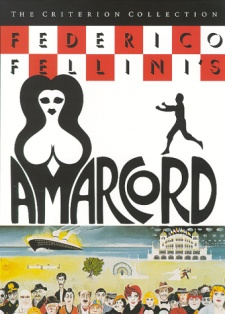 THE CRITERION COLLECTION
FEDERICO
FELLINI'S
AMARCORD